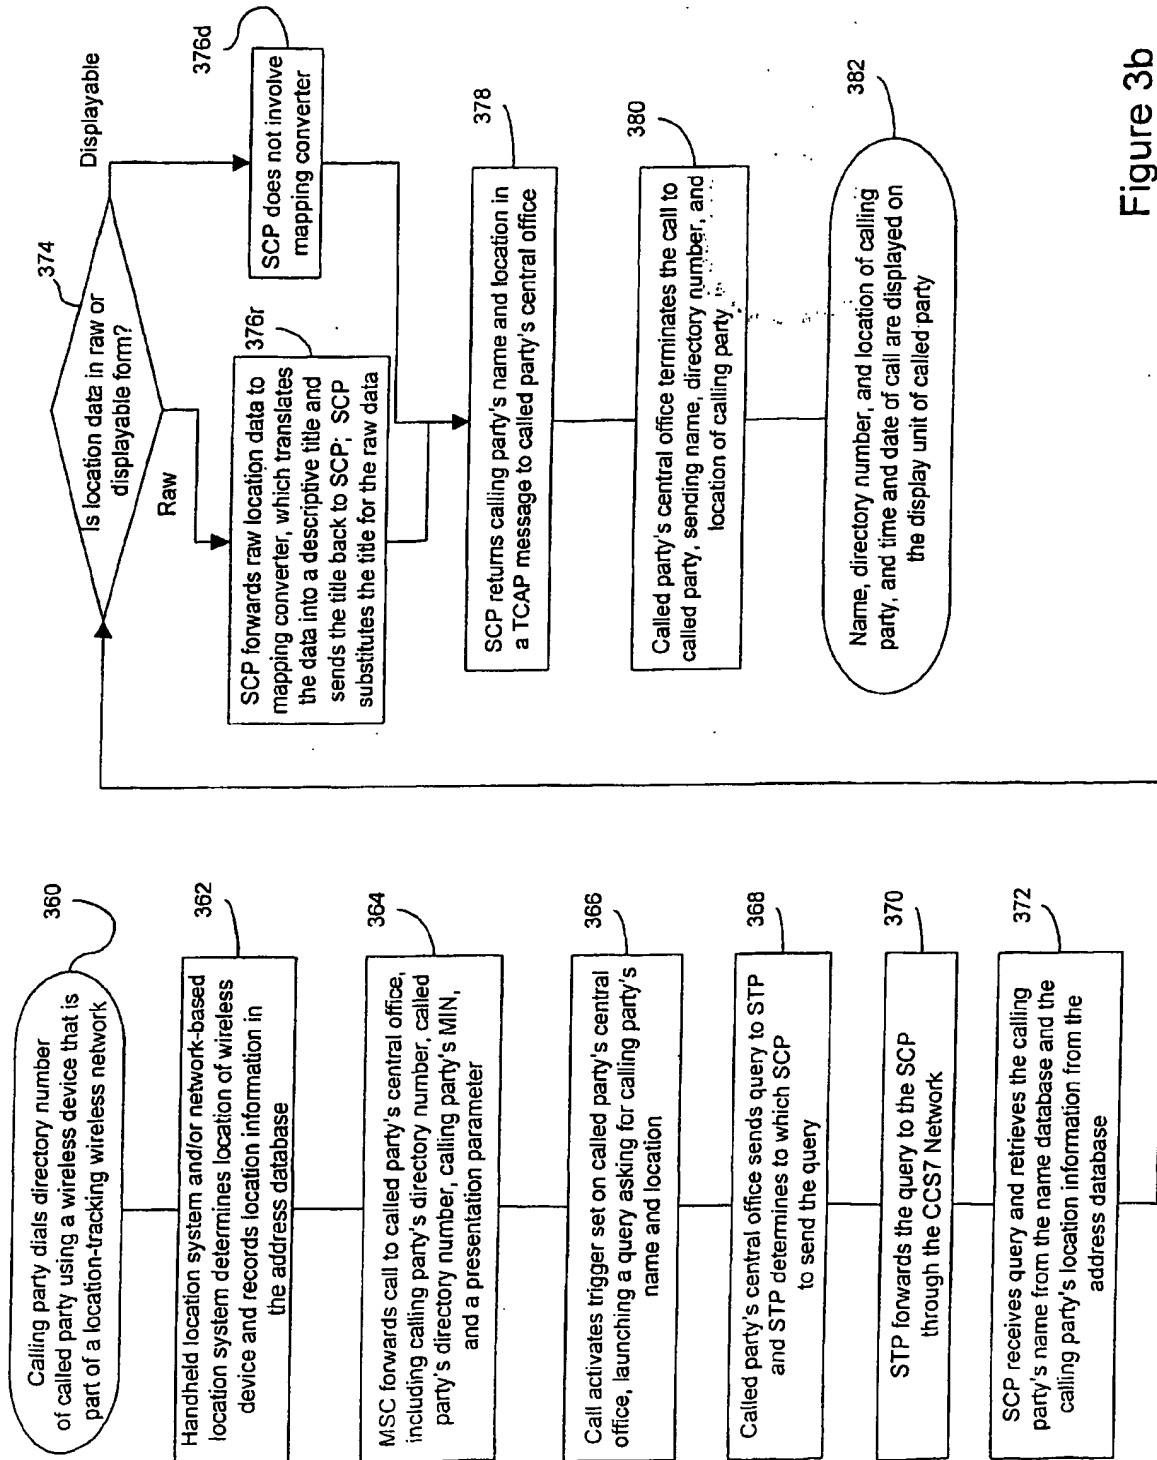 360
Calling party dials directory number
of called party using a wireless device that is
part of a location-tracking wireless network
362
Handheld location system and/or network-based
location system determines location of wireless
device and records location information in
the address database
364
MSC forwards call to called party's central office,
including calling party's directory number, called
party's directory number, calling party's MIN,
and a presentation parameter
366
Call activates trigger set on called party's central
office, launching a query asking for calling party's
name and location
368
Called party's central office sends query to STP
and STP determines to which SCP
to send the query
370
STP forwards the query to the SCP
through the CCS7 Network
372
SCP receives query and retrieves the calling
party's name from the name database and the
calling party's location information from the
address database
374
Is location data in raw or
displayable form?
Raw
Displayable
376r
SCP forwards raw location data to
mapping converter, which translates
the data into a descriptive title and
sends the title back to SCP; SCP
substitutes the title for the raw data
376d
SCP does not involve
mapping converter
378
SCP returns calling party's name and location in
a TCAP message to called party's central office
380
Called party's central office terminates the call to
called party, sending name, directory number, and
location of calling party
382
Name, directory number, and location of calling
party, and time and date of call are displayed on
the display unit of called party
Figure 3b